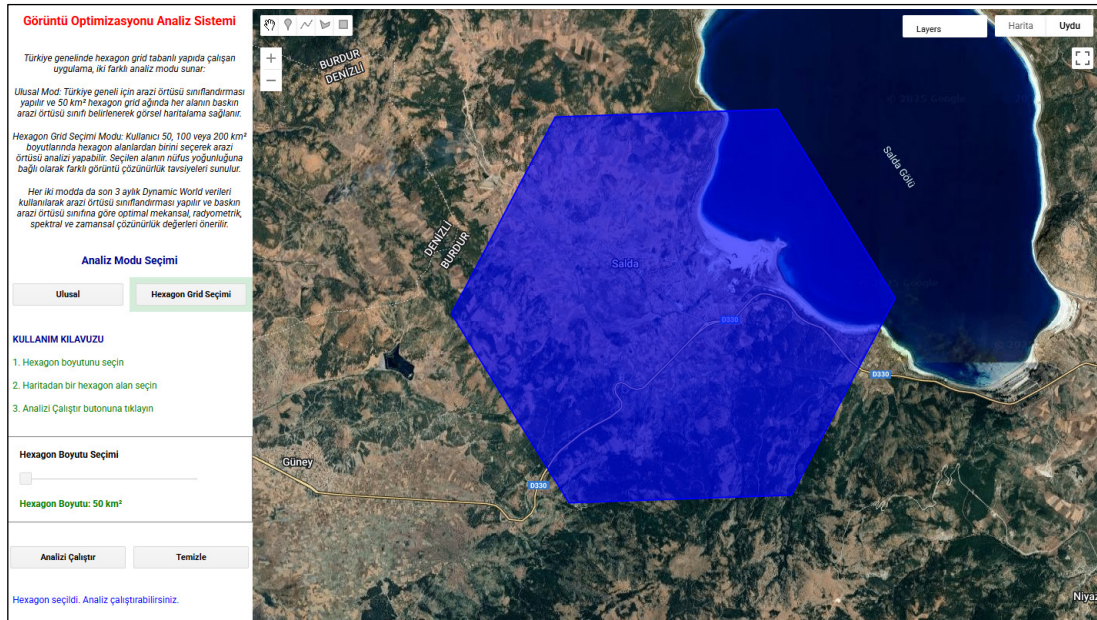 Görüntü Optimizasyonu Analiz Sistemi
Türkiye genelinde hexagon grid tabanlı yapıda çalışan
uygulama, iki farklı analiz modu sunar:
Ulusal Mod: Türkiye geneli için arazi örtüsü sınıflandırması
yapılır ve 50 km² hexagon grid ağında her alanın baskın
arazi örtüsü sınıfı belirlenerek görsel haritalama sağlanır.
Hexagon Grid Seçimi Modu: Kullanıcı 50, 100 veya 200 km²
boyutlarında hexagon alanlardan birini seçerek arazi
örtüsü analizi yapabilir. Seçilen alanın nüfus yoğunluğuna
bağlı olarak farklı görüntü çözünürlük tavsiyeleri sunulur.
Her iki modda da son 3 aylık Dynamic World verileri
kullanılarak arazi örtüsü sınıflandırması yapılır ve baskın
arazi örtüsü sınıfına göre optimal mekansal, radyometrik,
spektral ve zamansal çözünürlük değerleri önerilir.
Analiz Modu Seçimi
Ulusal
Hexagon Grid Seçimi
KULLANIM KILAVUZU
1. Hexagon boyutunu seçin
2. Haritadan bir hexagon alan seçin
3. Analizi Çalıştır butonuna tıklayın
Hexagon Boyutu Seçimi
Hexagon Boyutu: 50 km²
Analizi Çalıştır
Temizle
Hexagon seçildi. Analiz çalıştırabilirsiniz.
Layers
Harita
Uydu
+
−
BURDUR
DENİZLİ
© 2025 Google
Salda Gölü
DENİZLİ
BURDUR
Salda
D330
D330
Güney
D330
Niyaz